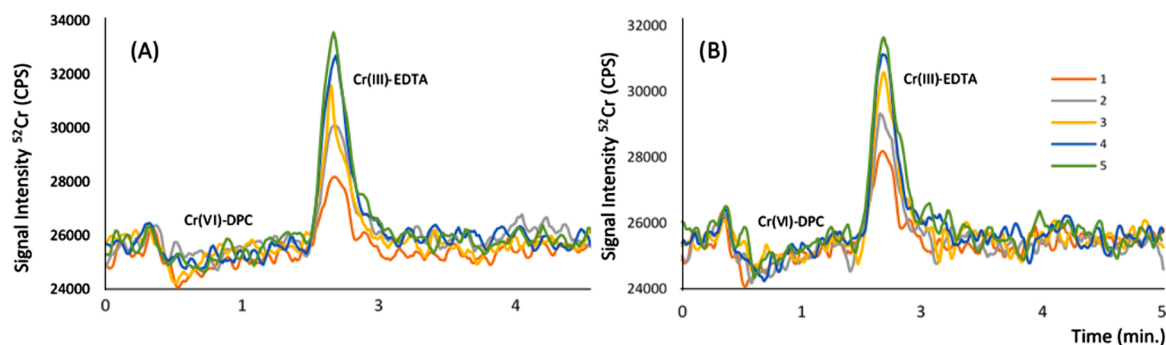 (A)
Signal Intensity ⁵²Cr (CPS)
34000
32000
30000
28000
26000
24000
Cr(III)-EDTA
Cr(VI)-DPC
0 1 3 4
(B)
Signal Intensity ⁵²Cr (CPS)
32000
30000
28000
26000
24000
Cr(III)-EDTA
Cr(VI)-DPC
1
2
3
4
5
0 1 3 4 5
Time (min.)